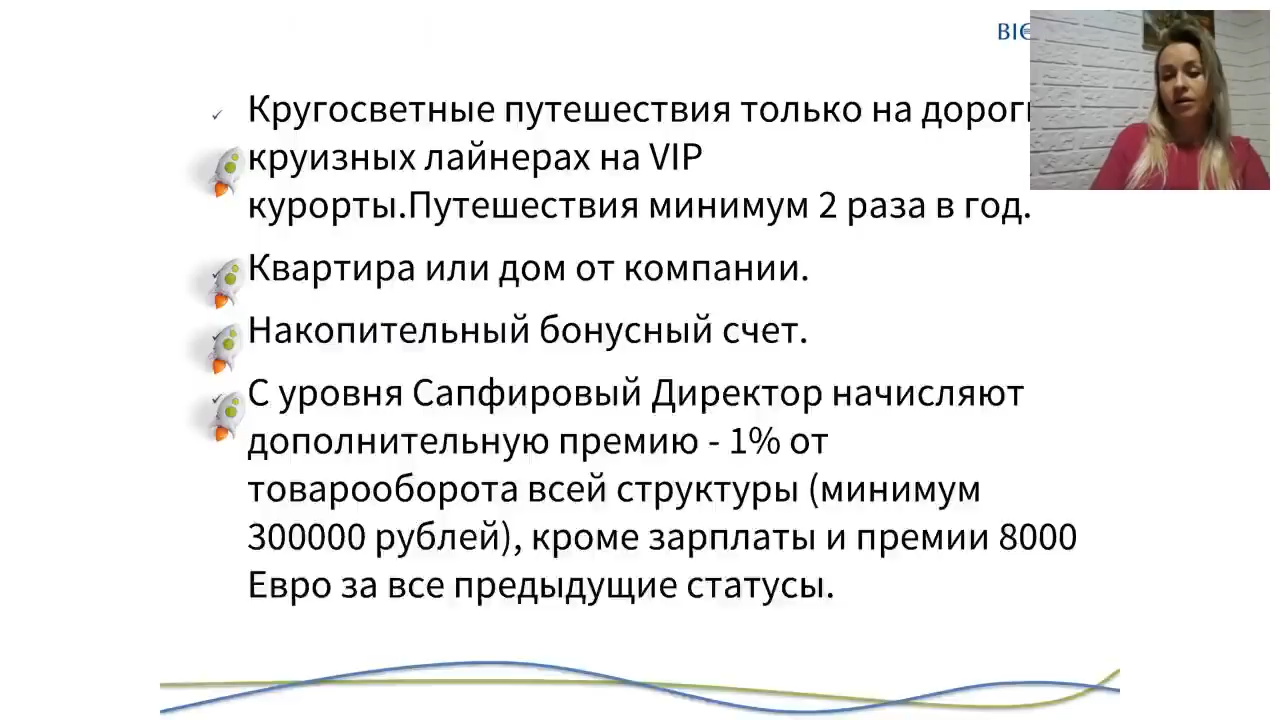 Кругосветные путешествия только на
круизных лайнерах на VIP
курорты.Путешествия минимум 2 раза в год.
Квартира или дом от компании.
Накопительный бонусный счет.
С уровня Сапфировый Директор начисляют
дополнительную премию - 1% от
товарооборота всей структуры (минимум
300000 рублей), кроме зарплаты и премии 8000
Евро за все предыдущие статусы.